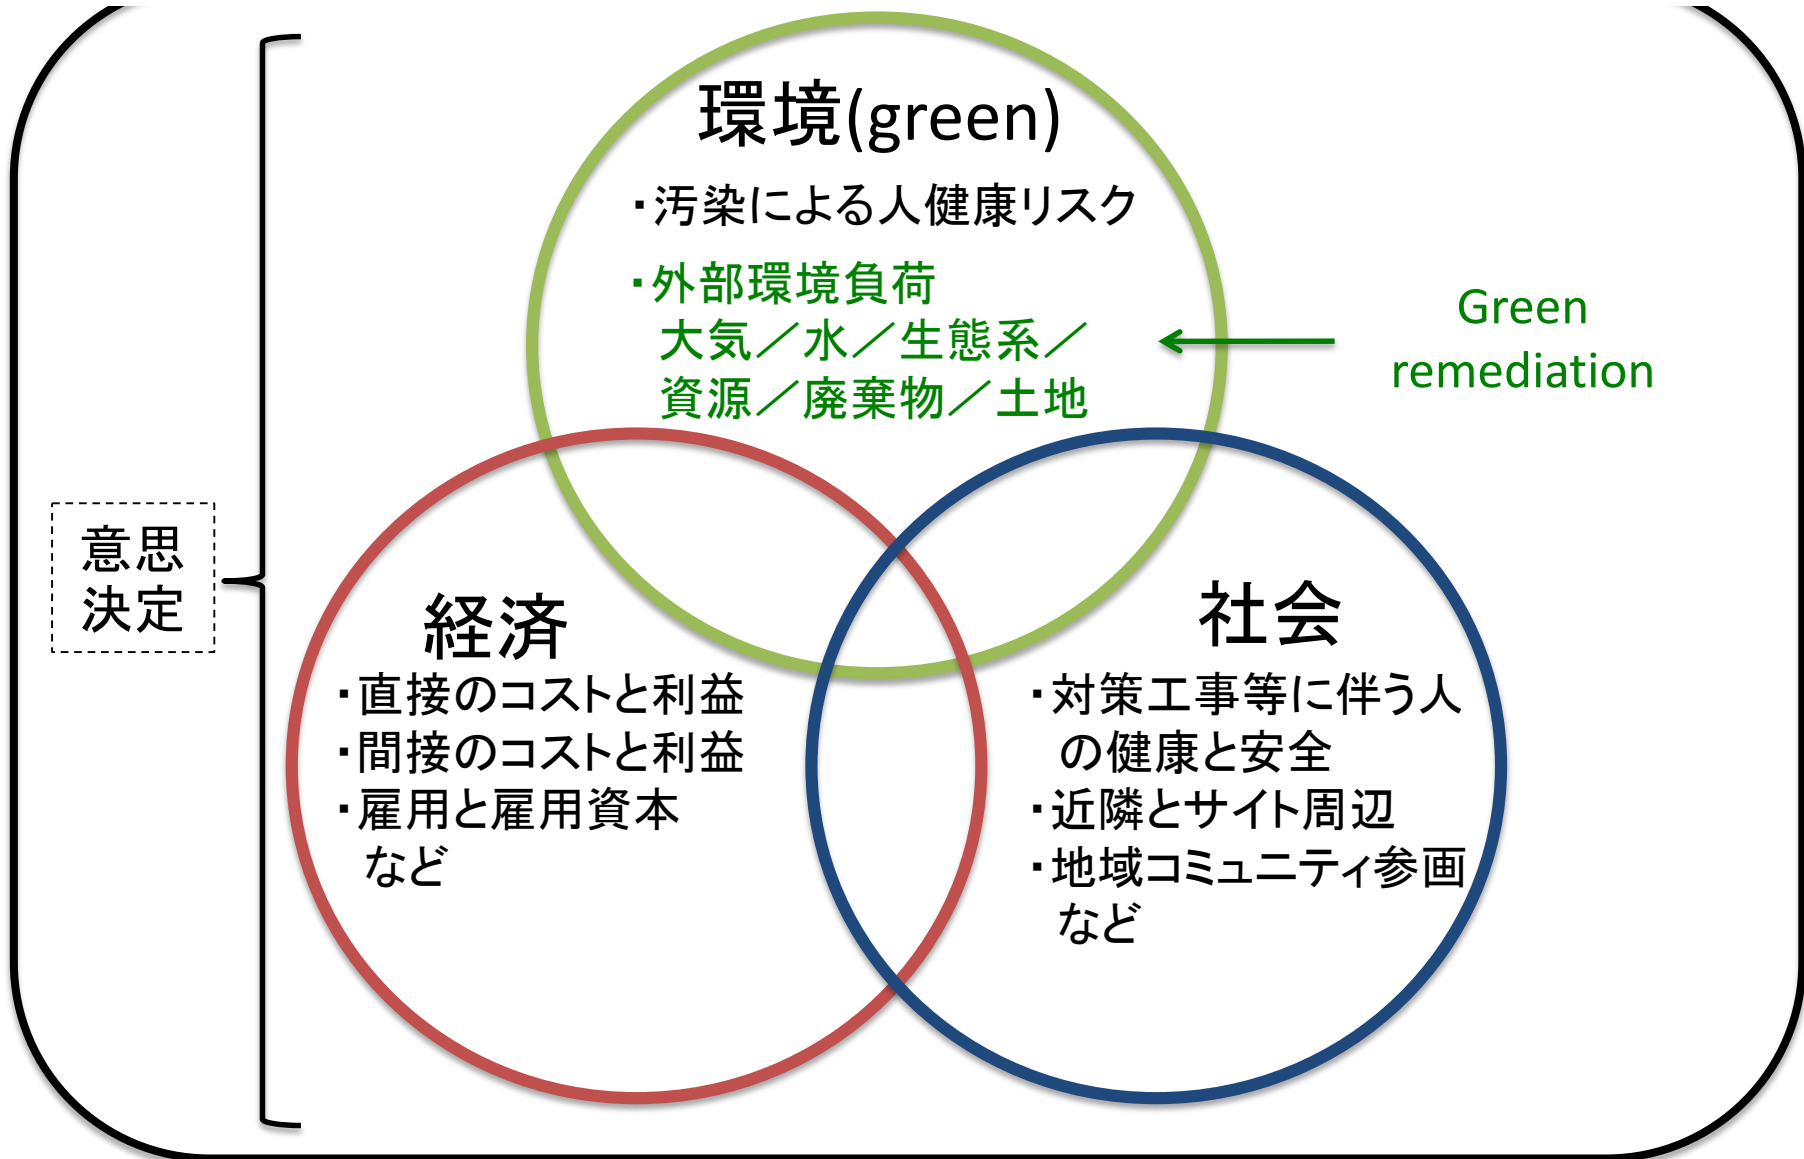 環境(green)
・汚染による人健康リスク
・外部環境負荷
大気／水／生態系／
資源／廃棄物／土地
Green
remediation
意思
決定
経済
・直接のコストと利益
・間接のコストと利益
・雇用と雇用資本
など
社会
・対策工事等に伴う人
の健康と安全
・近隣とサイト周辺
・地域コミュニティ参画
など